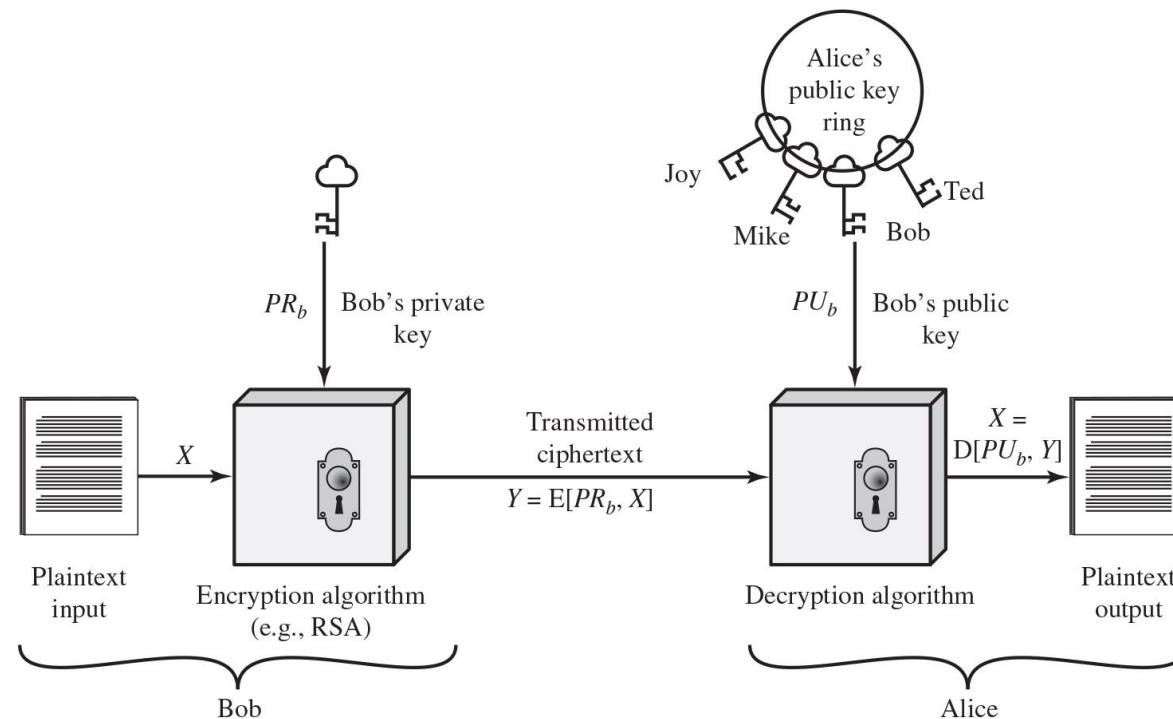 Alice's
public key
ring
Joy
Mike
Bob
Ted
PR_b
Bob's private
key
PU_b
Bob's public
key
X
Transmitted
ciphertext
Y = E[PR_b, X]
X =
D[PU_b, Y]
Plaintext
input
Encryption algorithm
(e.g., RSA)
Decryption algorithm
Plaintext
output
Bob
Alice